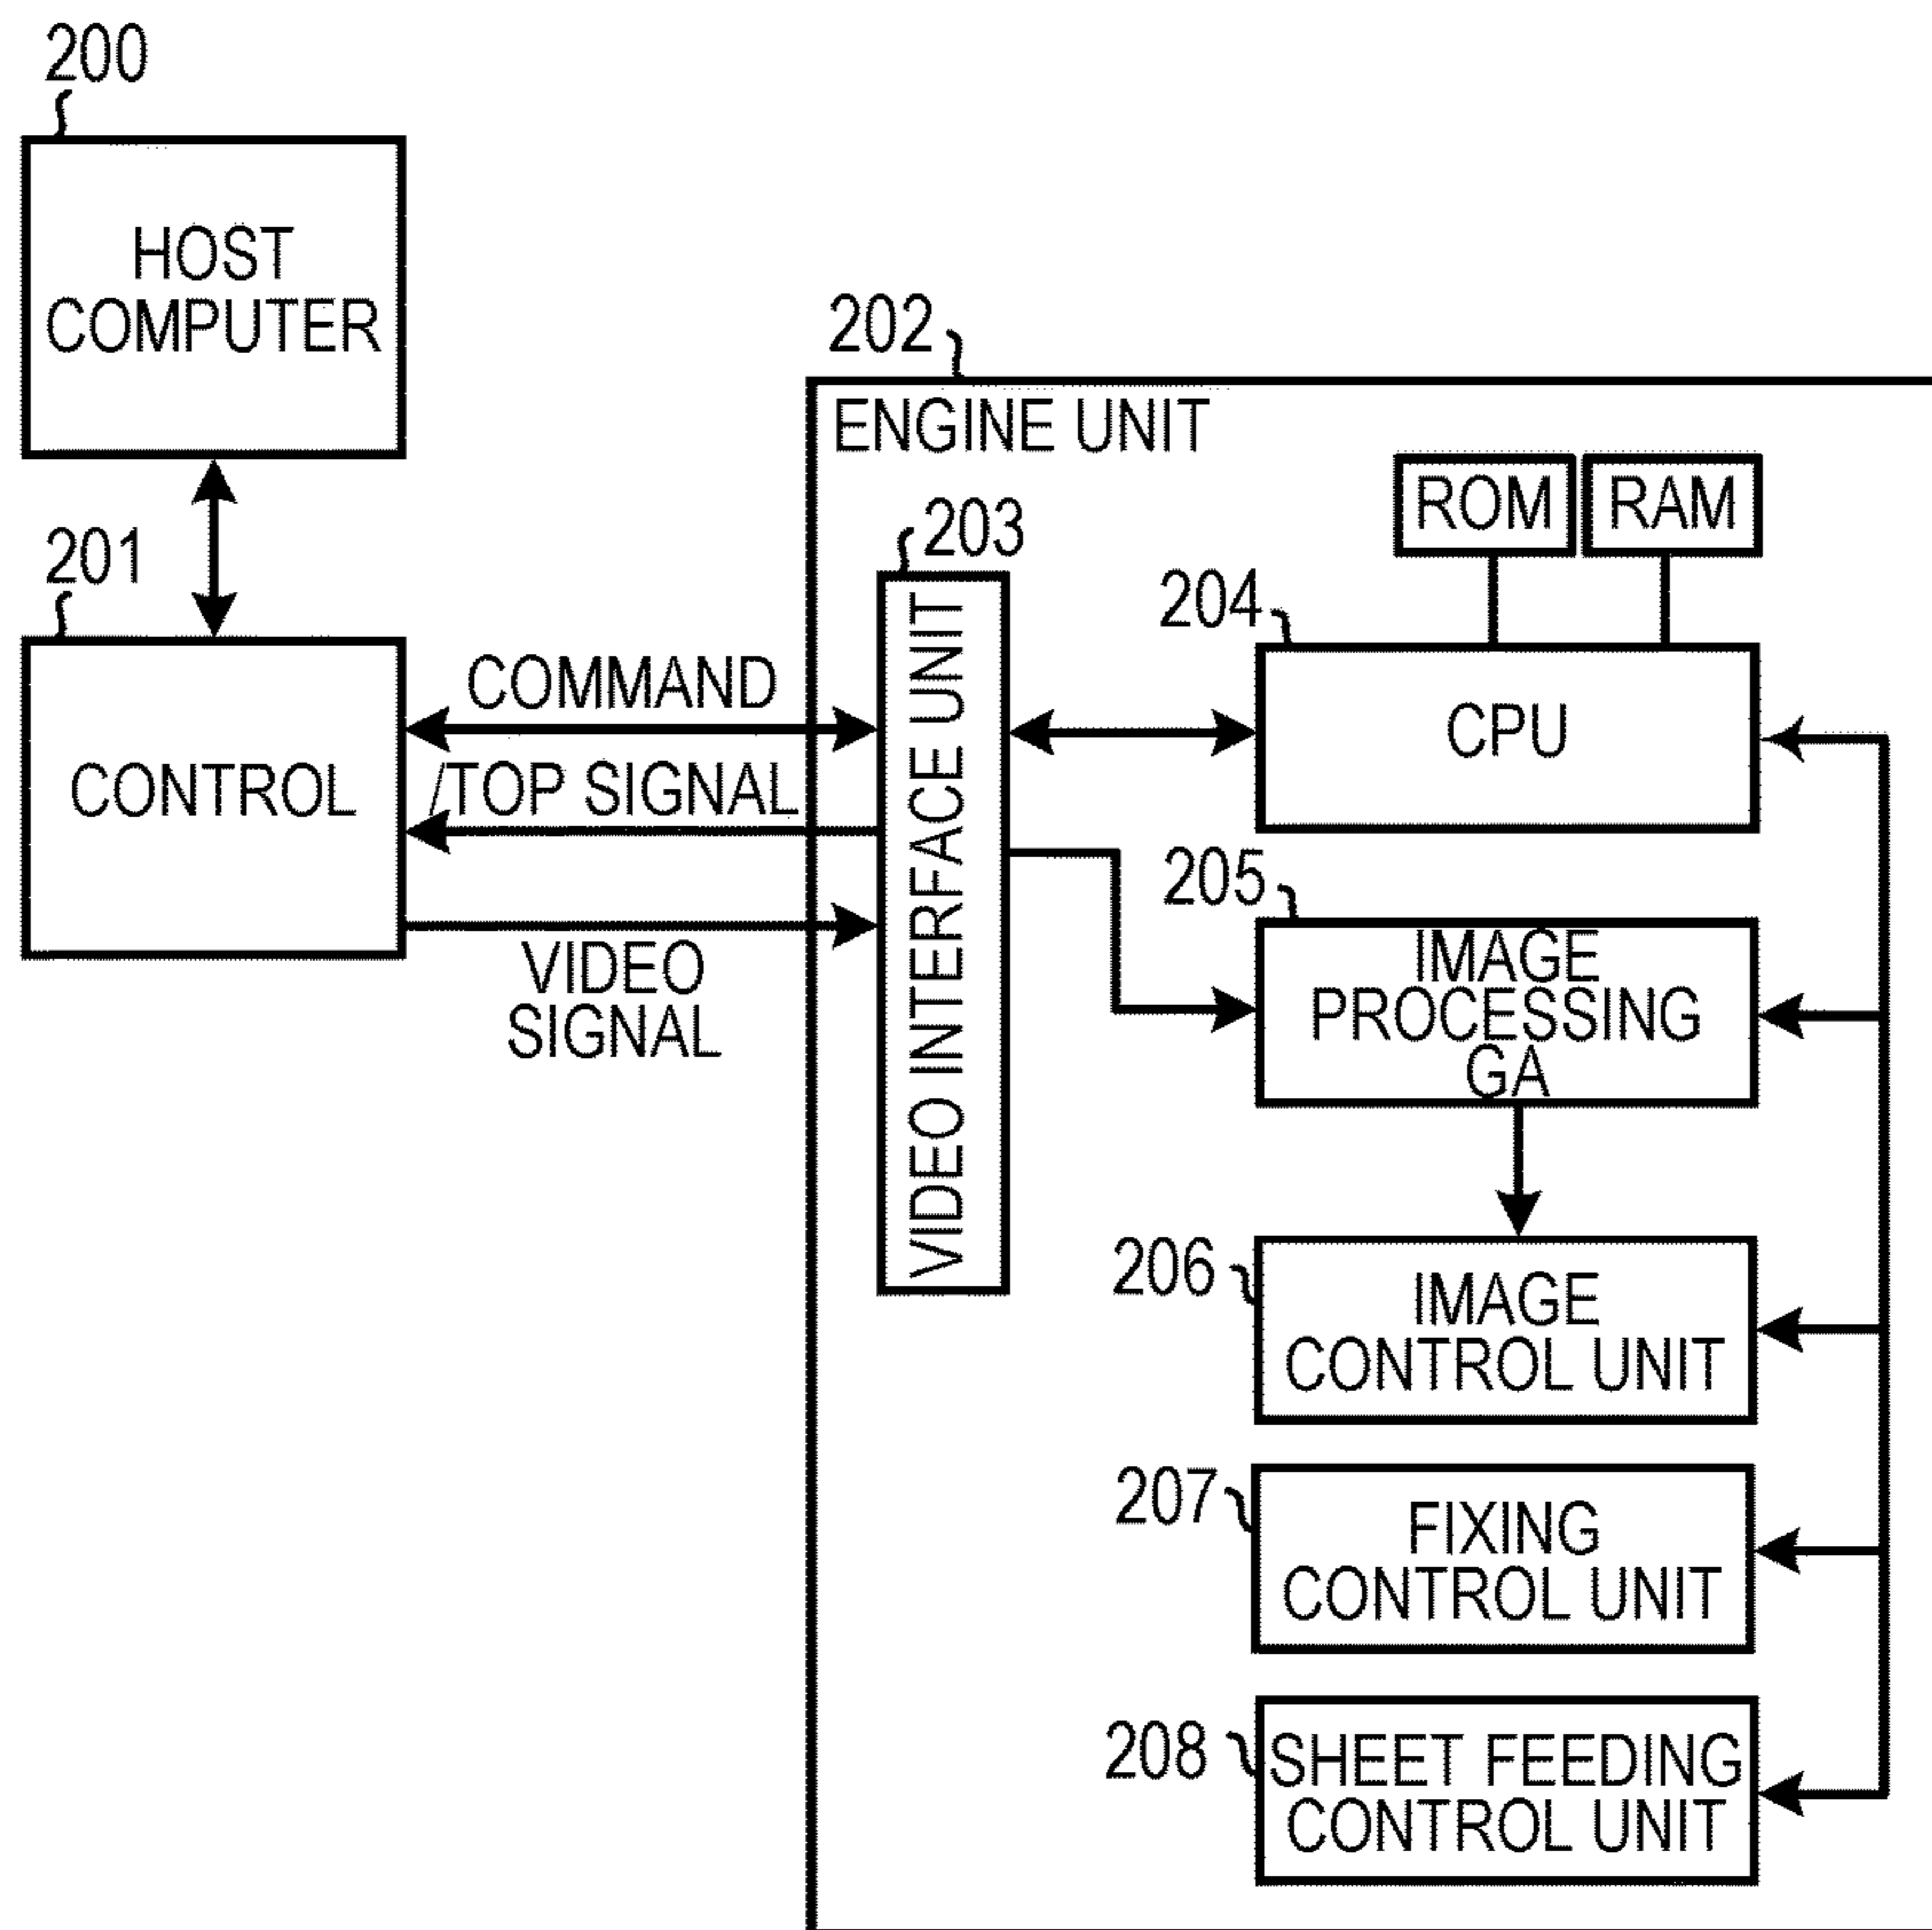 200
HOST
COMPUTER
201
CONTROL
COMMAND
/TOP SIGNAL
VIDEO
SIGNAL
202
ENGINE UNIT
203
VIDEO INTERFACE UNIT
ROM
RAM
204
CPU
205
IMAGE
PROCESSING
GA
206
IMAGE
CONTROL UNIT
207
FIXING
CONTROL UNIT
208
SHEET FEEDING
CONTROL UNIT